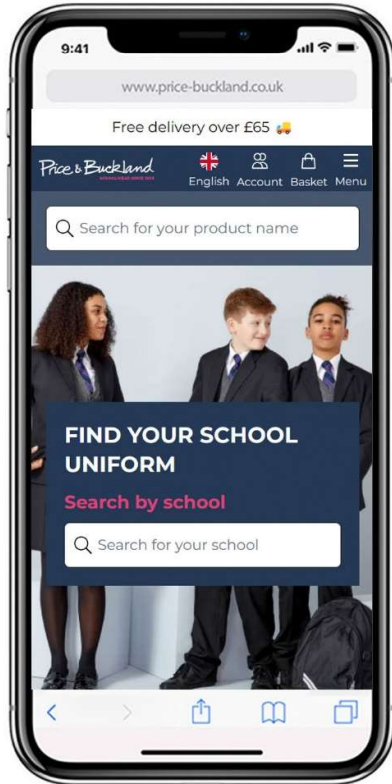 9:41
www.price-buckland.co.uk
Free delivery over £65 🚚
Price & Buckland
English Account Basket Menu
Search for your product name
FIND YOUR SCHOOL
UNIFORM
Search by school
Search for your school